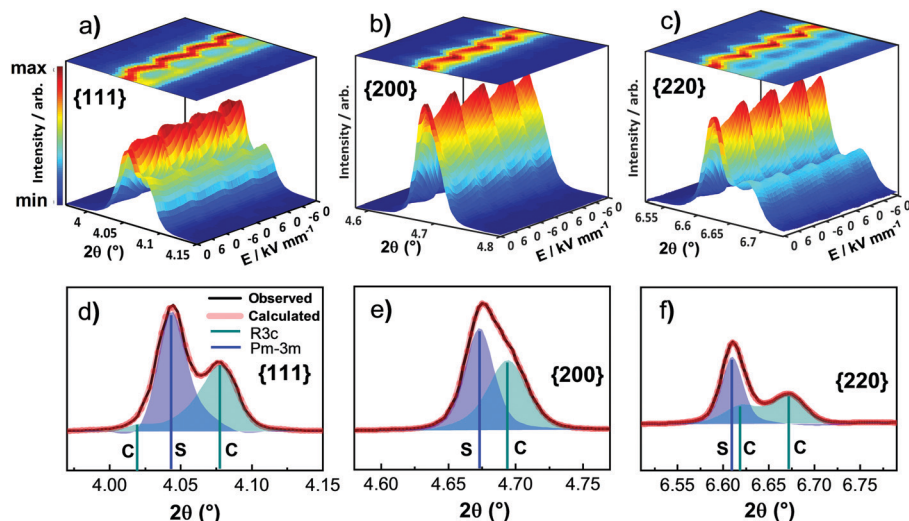 a)
b)
c)
max
min
Intensity / arb.
{111}
4
4.05
4.1
4.15
2θ (°)
0 6 0 6 0 -6 0 -6 0
E / kV mm⁻¹
Intensity / arb.
{200}
4.6
4.7
4.8
2θ (°)
0 6 0 6 0 -6 0 -6 0
E / kV mm⁻¹
Intensity / arb.
{220}
6.55
6.6
6.65
6.7
2θ (°)
0 6 0 6 0 -6 0 -6 0
E / kV mm⁻¹
d)
Observed
Calculated
R3c
Pm-3m
{111}
C S C
4.00 4.05 4.10 4.15
2θ (°)
e)
{200}
S C
4.60 4.65 4.70 4.75
2θ (°)
f)
{220}
S C C
6.55 6.60 6.65 6.70 6.75
2θ (°)